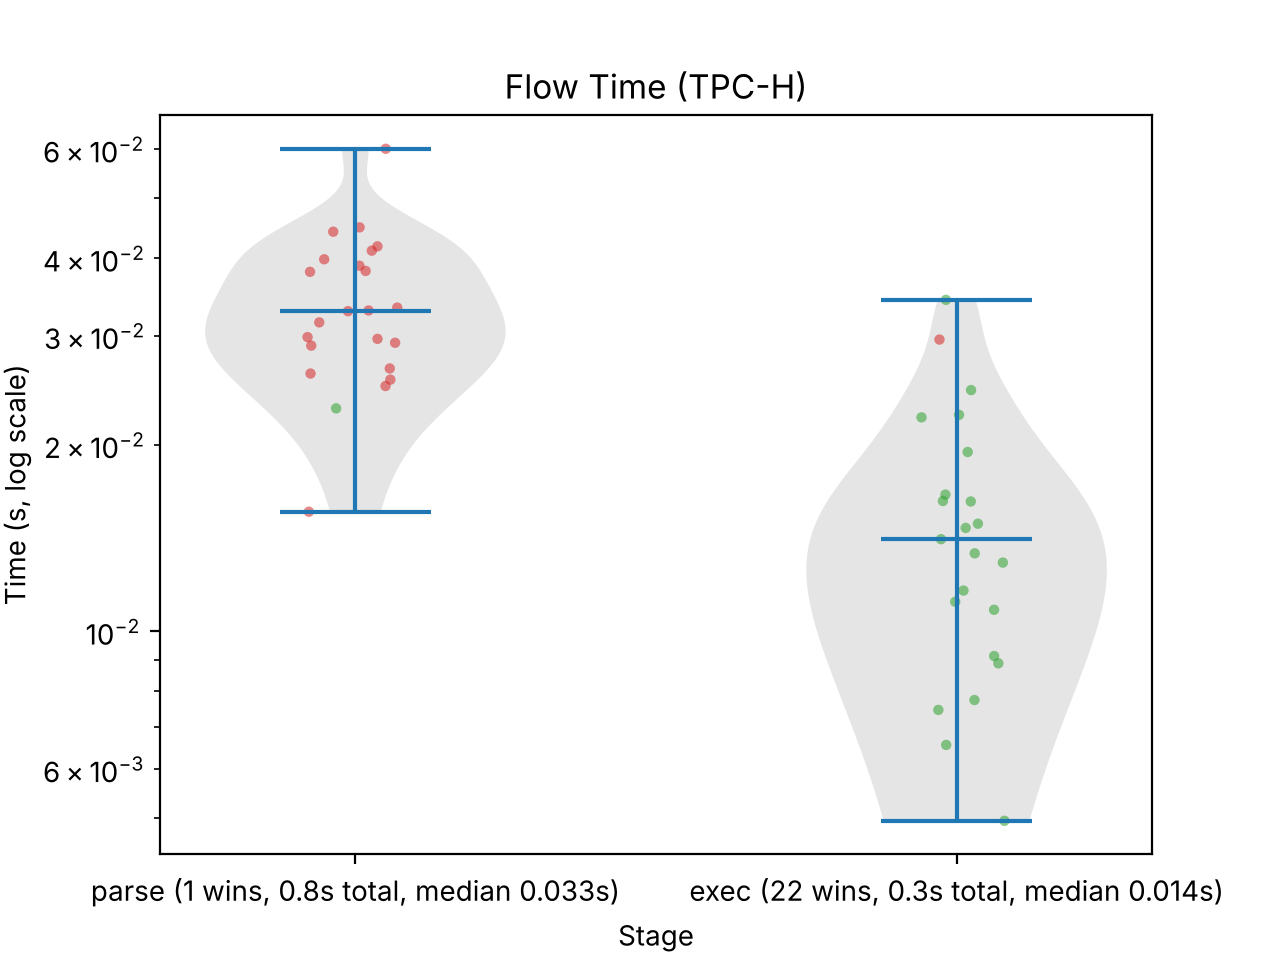 Flow Time (TPC-H)
Time (s, log scale)
6 × 10⁻²
4 × 10⁻²
3 × 10⁻²
2 × 10⁻²
10⁻²
6 × 10⁻³
parse (1 wins, 0.8s total, median 0.033s)
exec (22 wins, 0.3s total, median 0.014s)
Stage